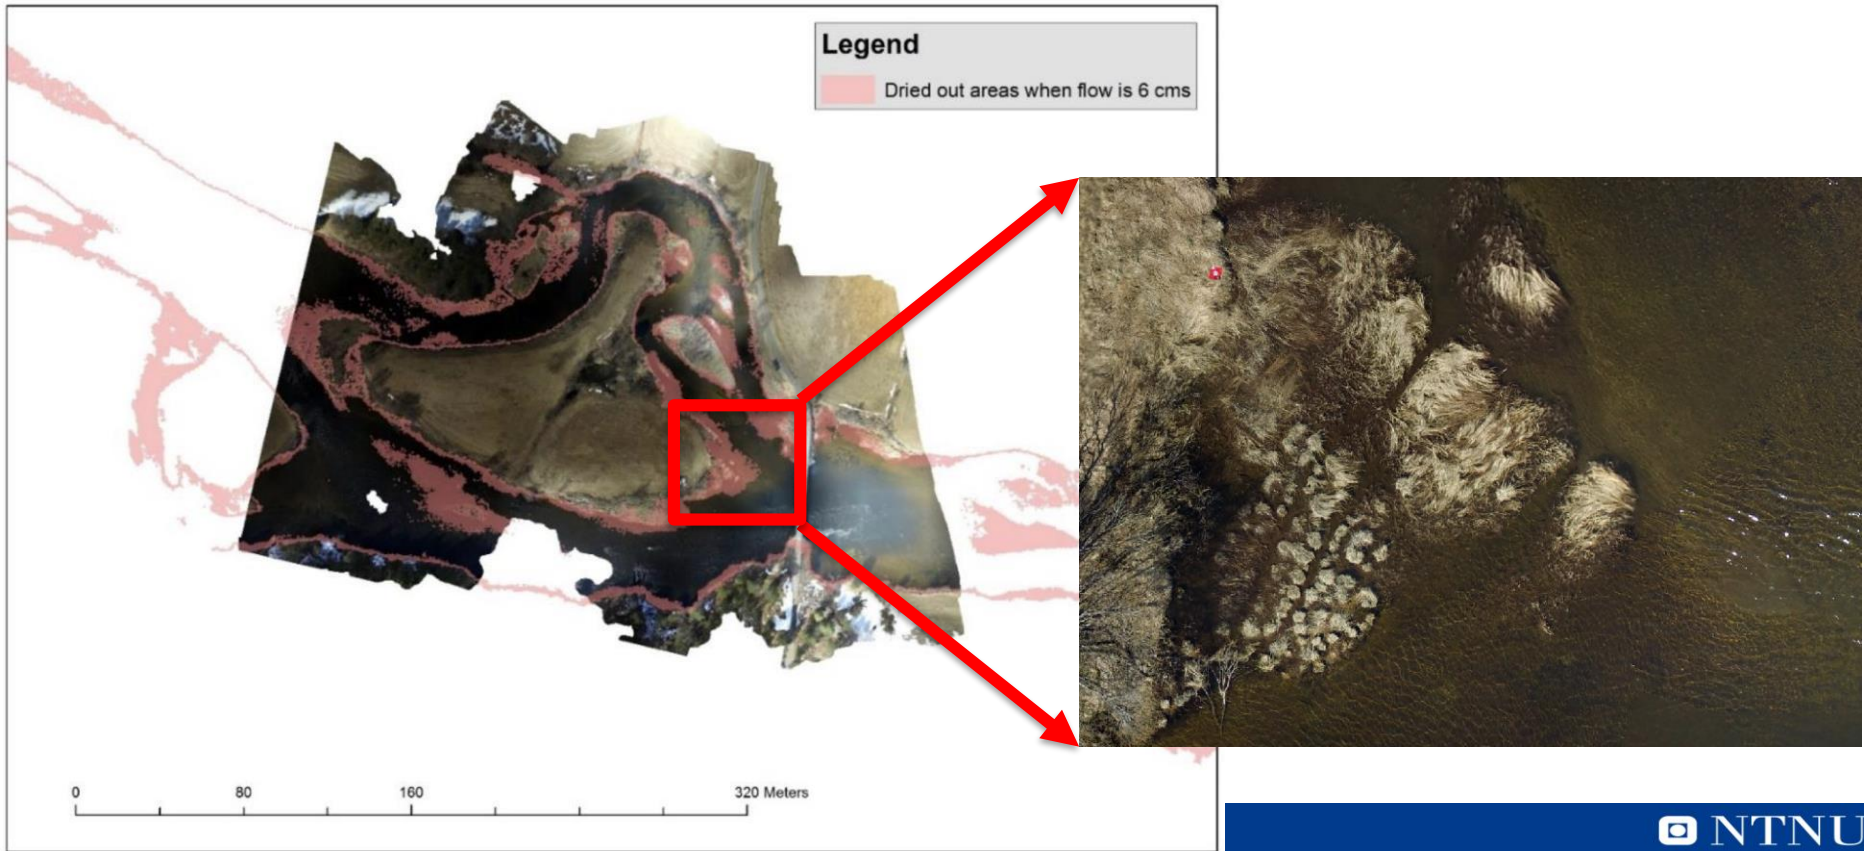 Legend
Dried out areas when flow is 6 cms
0 80 160 320 Meters
NTNU